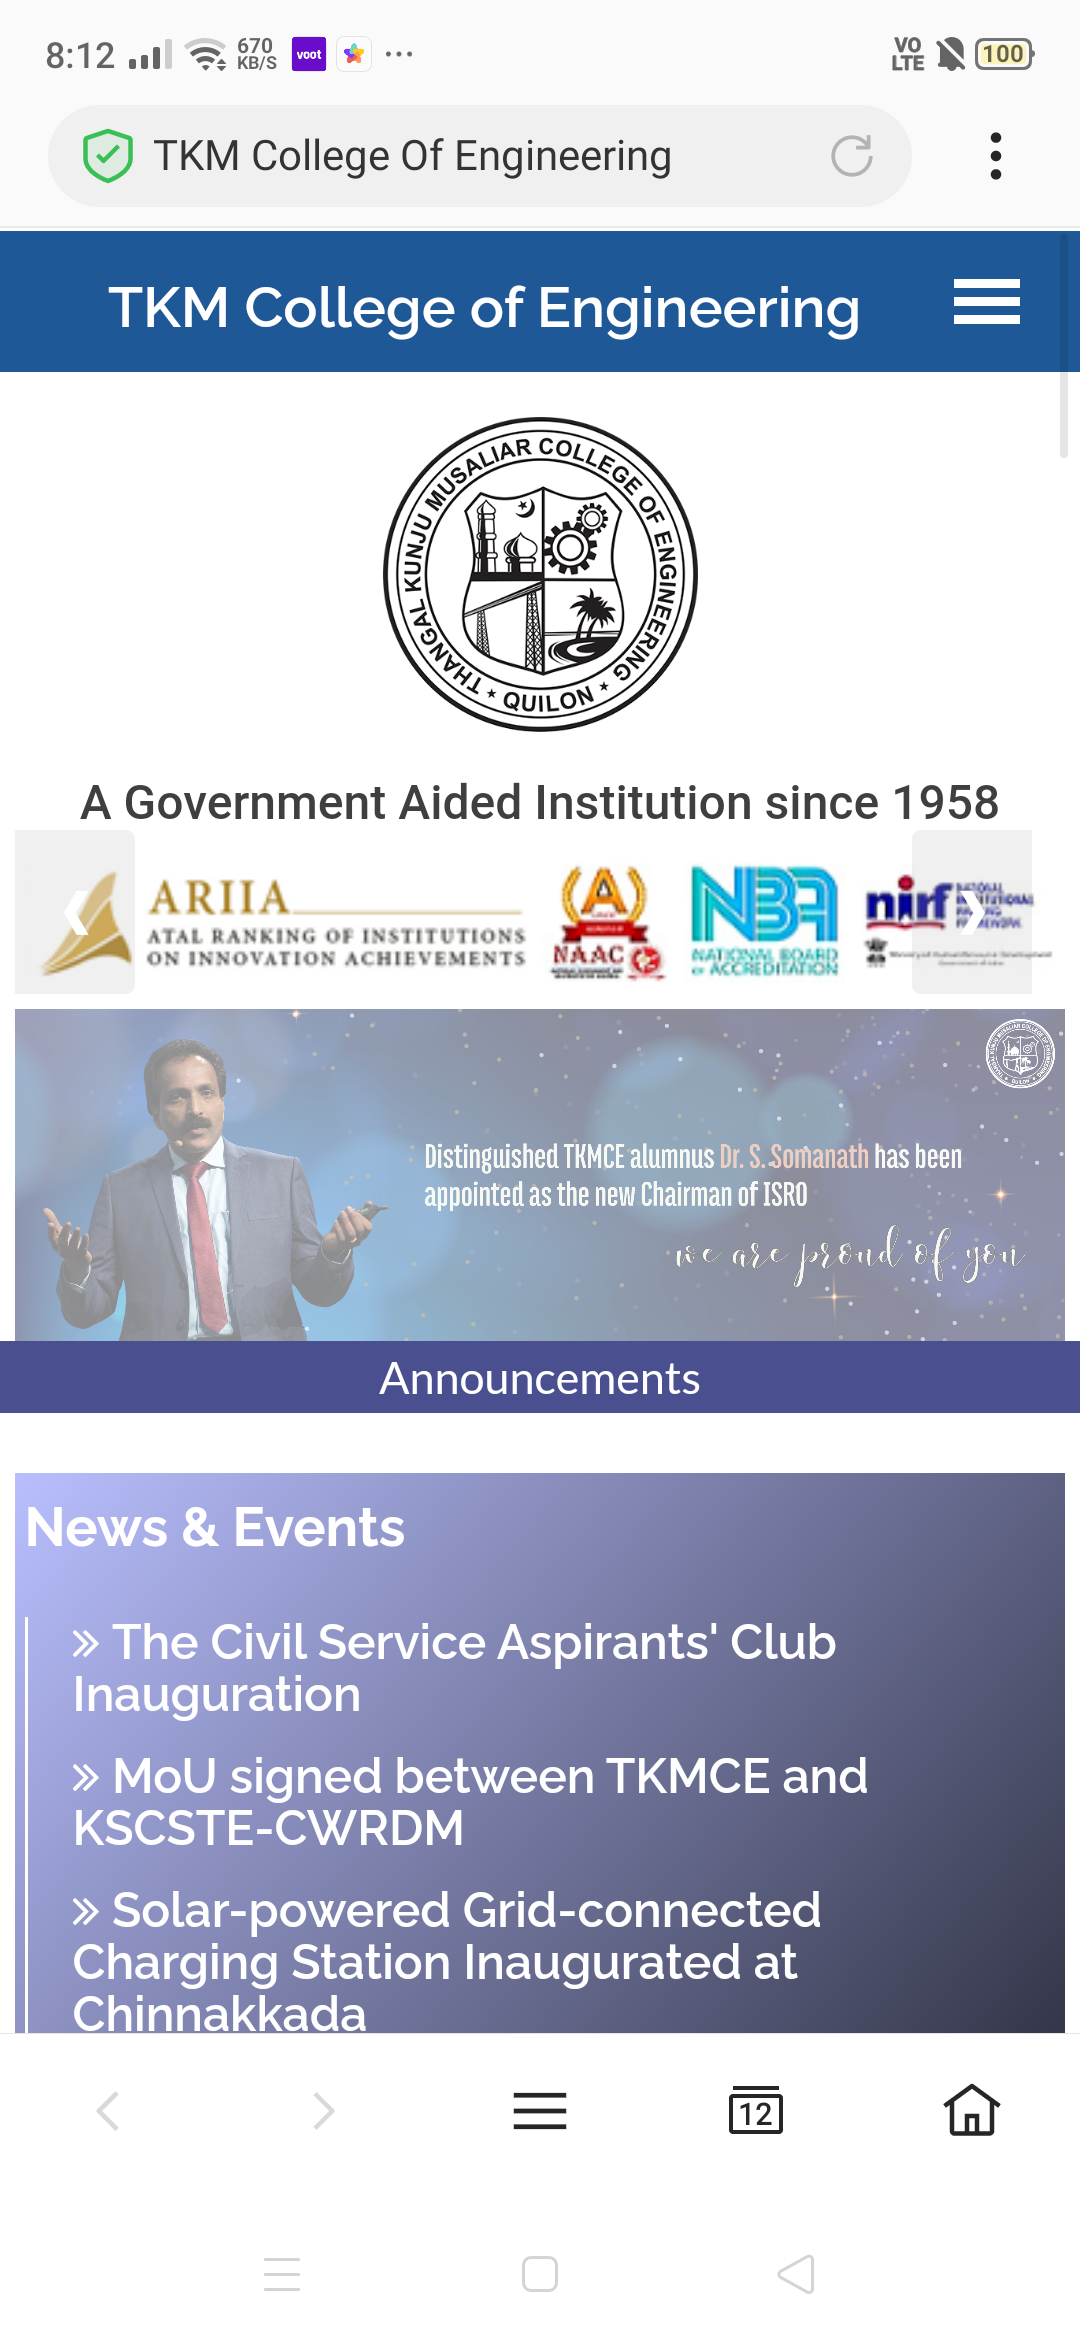 8:12 670 KB/S voot VO LTE 100
TKM College Of Engineering
TKM College of Engineering
THANGAL KUNJU MUSALIAR COLLEGE OF ENGINEERING
QUILON
A Government Aided Institution since 1958
ARIIA
ATAL RANKING OF INSTITUTIONS
ON INNOVATION ACHIEVEMENTS
NAAC
NBA
NATIONAL BOARD
of ACCREDITATION
nirf
Distinguished TKMCE alumnus Dr. S. Somanath has been
appointed as the new Chairman of ISRO
we are proud of you
Announcements
News & Events
» The Civil Service Aspirants' Club
Inauguration
» MoU signed between TKMCE and
KSCSTE-CWRDM
» Solar-powered Grid-connected
Charging Station Inaugurated at
Chinnakkada
12